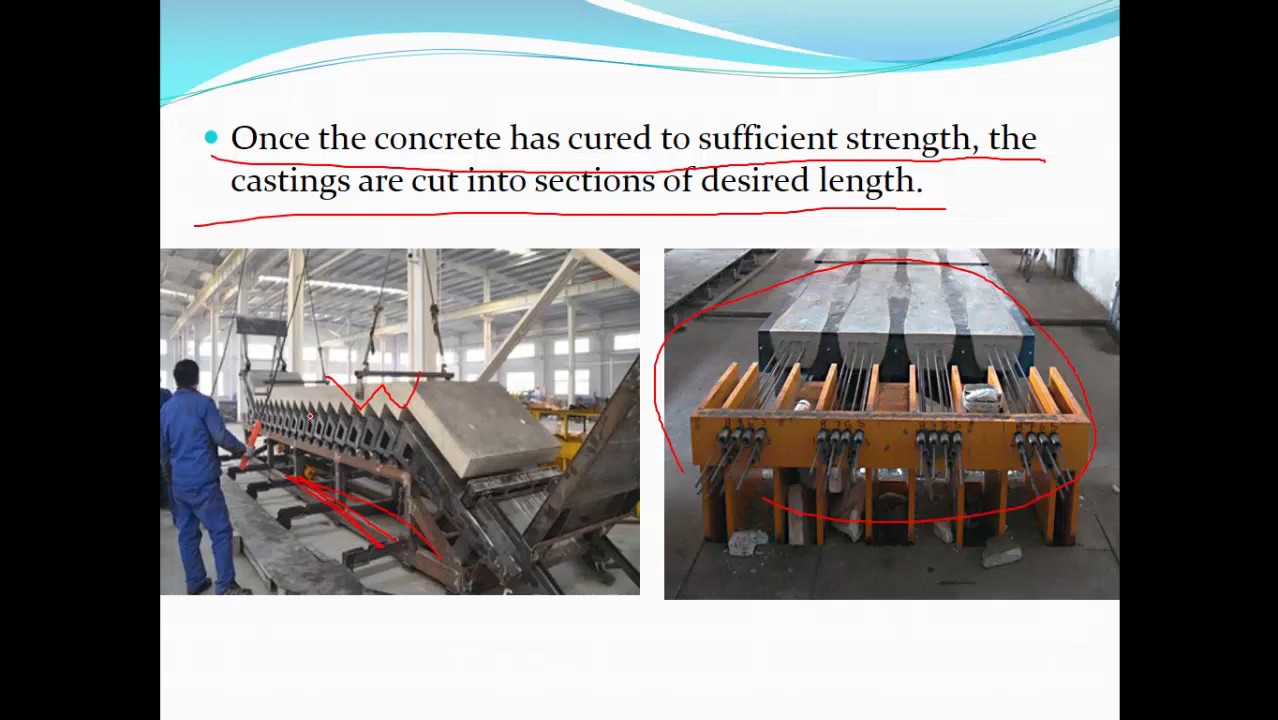 Once the concrete has cured to sufficient strength, the
castings are cut into sections of desired length.